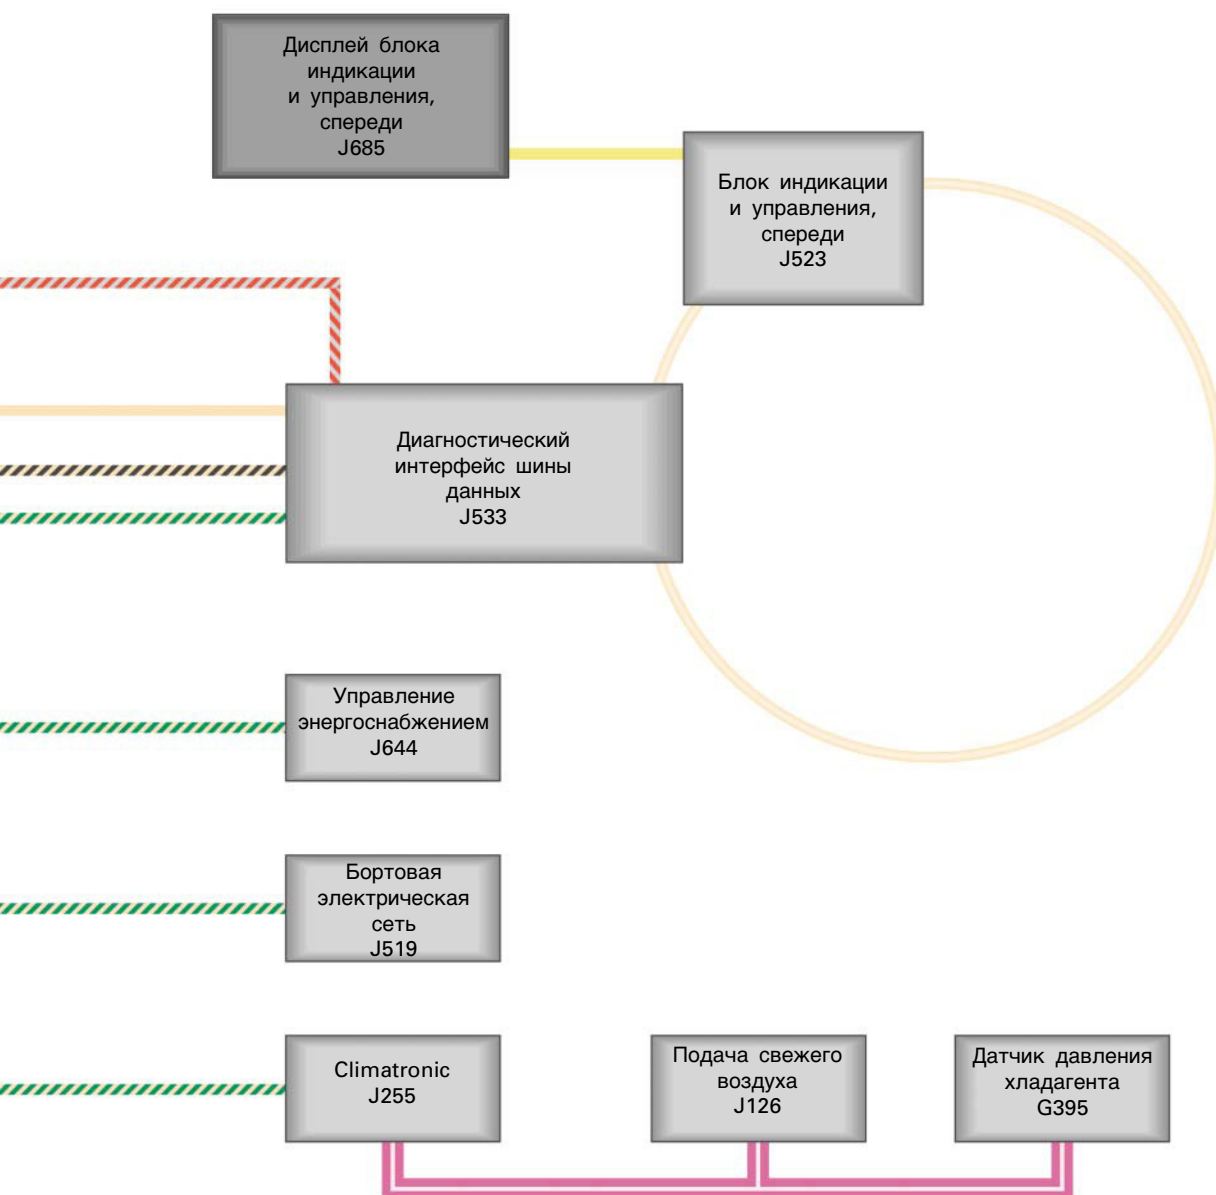 Дисплей блока
индикации
и управления,
спереди
J685
Блок индикации
и управления,
спереди
J523
Диагностический
интерфейс шины
данных
J533
Управление
энергоснабжением
J644
Бортовая
электрическая
сеть
J519
Climatronic
J255
Подача свежего
воздуха
J126
Датчик давления
хладагента
G395